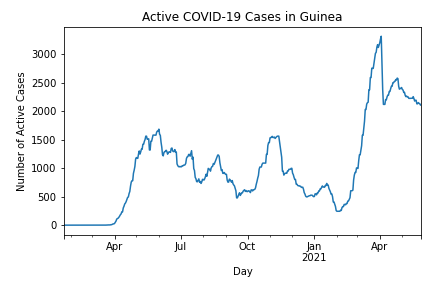 Active COVID-19 Cases in Guinea
Number of Active Cases
3000
2500
2000
1500
1000
500
0
Apr
Jul
Oct
Jan
2021
Apr
Day